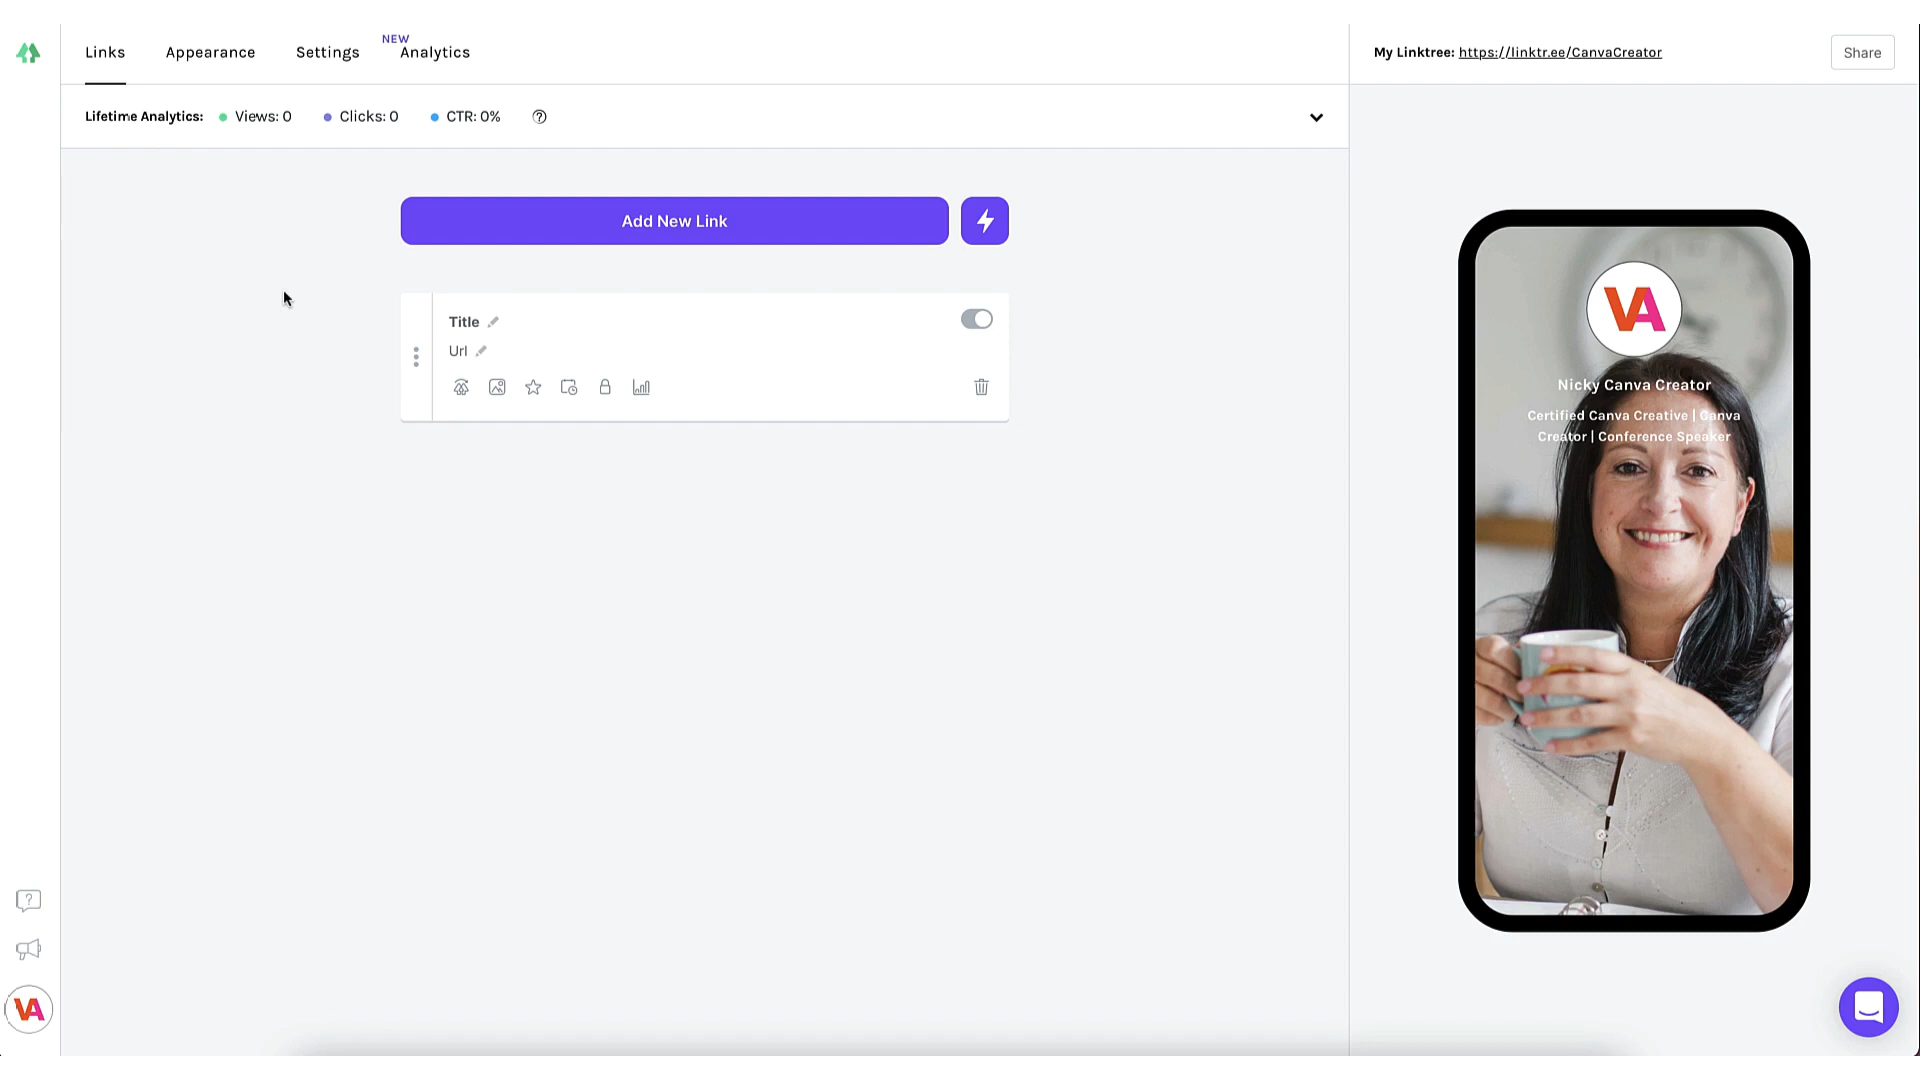 Links
Appearance
Settings
NEW
Analytics
My Linktree: https://linktr.ee/CanvaCreator
Share
Lifetime Analytics:
Views: 0
Clicks: 0
CTR: 0%
Add New Link
Title
Url
VA
Nicky Canva Creator
Certified Canva Creative | Canva
Creator | Conference Speaker
VA